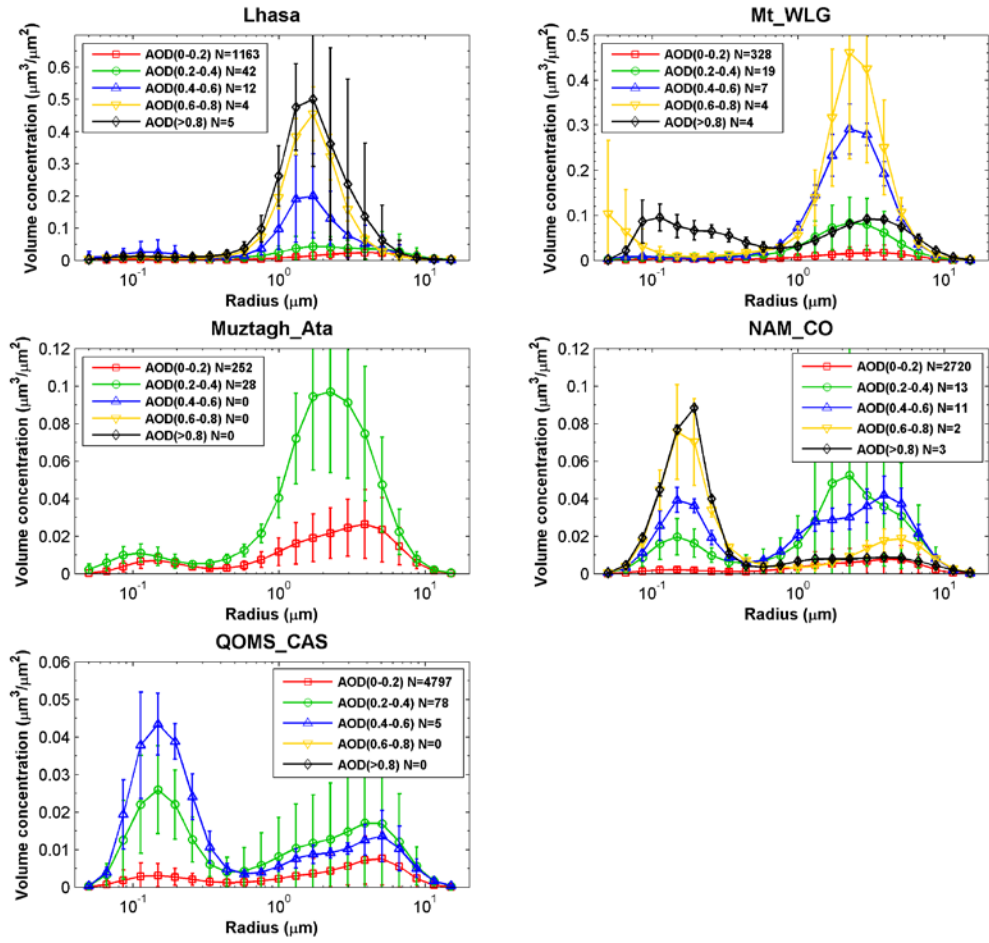 Lhasa
Volume concentration (μm³/μm²)
0.7
0.6
0.5
0.4
0.3
0.2
0.1
0
AOD(0-0.2) N=1163
AOD(0.2-0.4) N=42
AOD(0.4-0.6) N=12
AOD(0.6-0.8) N=4
AOD(>0.8) N=5
10⁻¹ 10⁰ 10¹
Radius (μm)
Mt_WLG
Volume concentration (μm³/μm²)
0.5
0.4
0.3
0.2
0.1
0
AOD(0-0.2) N=328
AOD(0.2-0.4) N=19
AOD(0.4-0.6) N=7
AOD(0.6-0.8) N=4
AOD(>0.8) N=4
10⁻¹ 10⁰ 10¹
Radius (μm)
Muztagh_Ata
Volume concentration (μm³/μm²)
0.12
0.1
0.08
0.06
0.04
0.02
0
AOD(0-0.2) N=252
AOD(0.2-0.4) N=28
AOD(0.4-0.6) N=0
AOD(0.6-0.8) N=0
AOD(>0.8) N=0
10⁻¹ 10⁰ 10¹
Radius (μm)
NAM_CO
Volume concentration (μm³/μm²)
0.12
0.1
0.08
0.06
0.04
0.02
0
AOD(0-0.2) N=2720
AOD(0.2-0.4) N=13
AOD(0.4-0.6) N=11
AOD(0.6-0.8) N=2
AOD(>0.8) N=3
10⁻¹ 10⁰ 10¹
Radius (μm)
QOMS_CAS
Volume concentration (μm³/μm²)
0.06
0.05
0.04
0.03
0.02
0.01
0
AOD(0-0.2) N=4797
AOD(0.2-0.4) N=78
AOD(0.4-0.6) N=5
AOD(0.6-0.8) N=0
AOD(>0.8) N=0
10⁻¹ 10⁰ 10¹
Radius (μm)